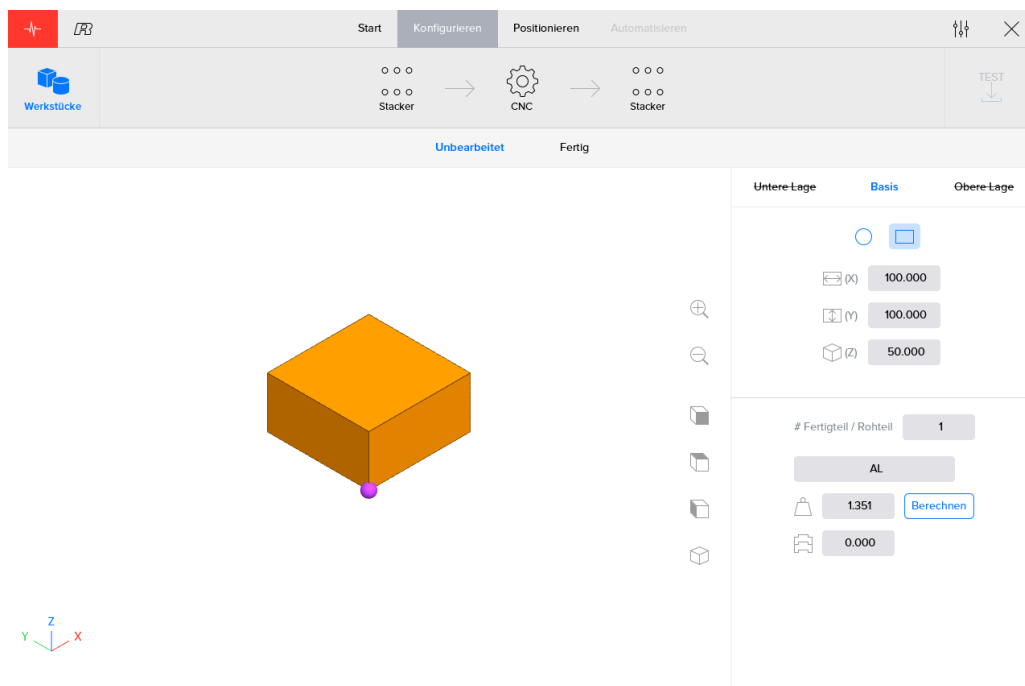 Start Konfigurieren Positionieren Automatisieren
Werkstücke
Stacker
CNC
Stacker
TEST
Unbearbeitet Fertig
Untere Lage Basis Obere Lage
(X) 100.000
(Y) 100.000
(Z) 50.000
# Fertigteil / Rohteil 1
AL
1.351 Berechnen
0.000
Z
Y X